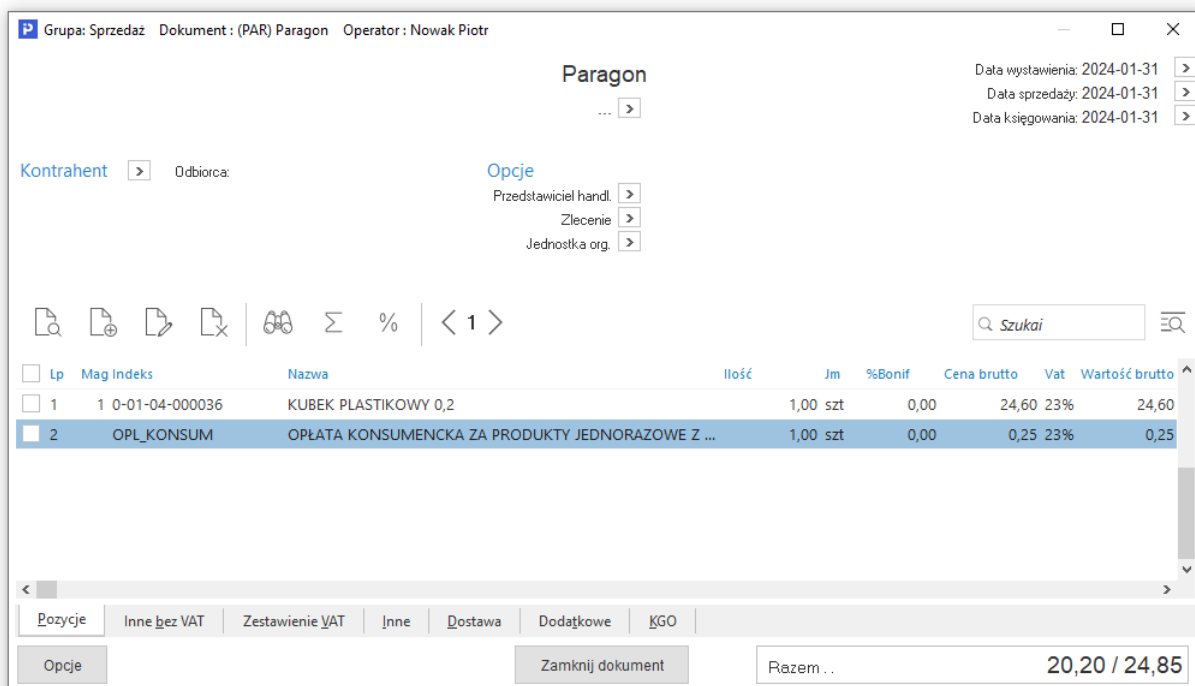 Grupa: Sprzedaż Dokument : (PAR) Paragon Operator : Nowak Piotr
Paragon
...
Data wystawienia: 2024-01-31
Data sprzedaży: 2024-01-31
Data księgowania: 2024-01-31
Kontrahent Odbiorca:
Opcje
Przedstawiciel handl.
Zlecenie
Jednostka org.
Σ % < 1 > Szukaj
Lp Mag Indeks Nazwa Ilość Jm %Bonif Cena brutto Vat Wartość brutto
1 1 0-01-04-000036 KUBEK PLASTIKOWY 0,2 1,00 szt 0,00 24,60 23% 24,60
2 OPL_KONSUM OPŁATA KONSUMENCKA ZA PRODUKTY JEDNORAZOWE Z ... 1,00 szt 0,00 0,25 23% 0,25
Pozycje Inne bez VAT Zestawienie VAT Inne Dostawa Dodatkowe KGO
Opcje Zamknij dokument Razem . . 20,20 / 24,85